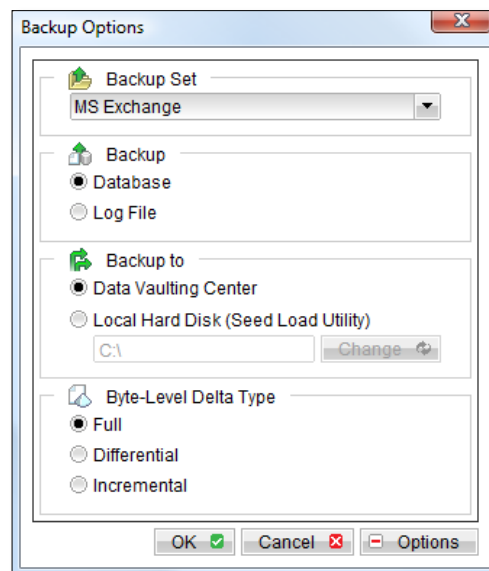 Backup Options
Backup Set
MS Exchange
Backup
Database
Log File
Backup to
Data Vaulting Center
Local Hard Disk (Seed Load Utility)
C:\
Change
Byte-Level Delta Type
Full
Differential
Incremental
OK Cancel Options